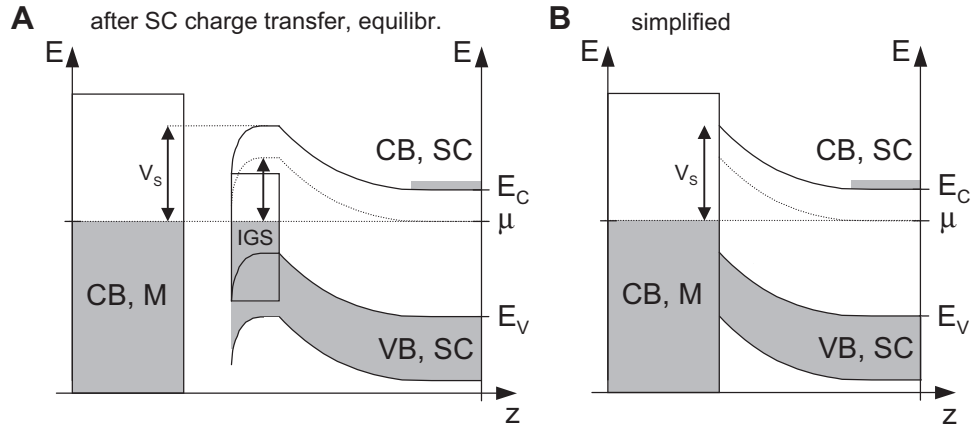 A after SC charge transfer, equilibr.
E
E
V_S
CB, SC
E_C
μ
IGS
CB, M
E_V
VB, SC
z
B simplified
E
E
V_S
CB, SC
E_C
μ
CB, M
E_V
VB, SC
z